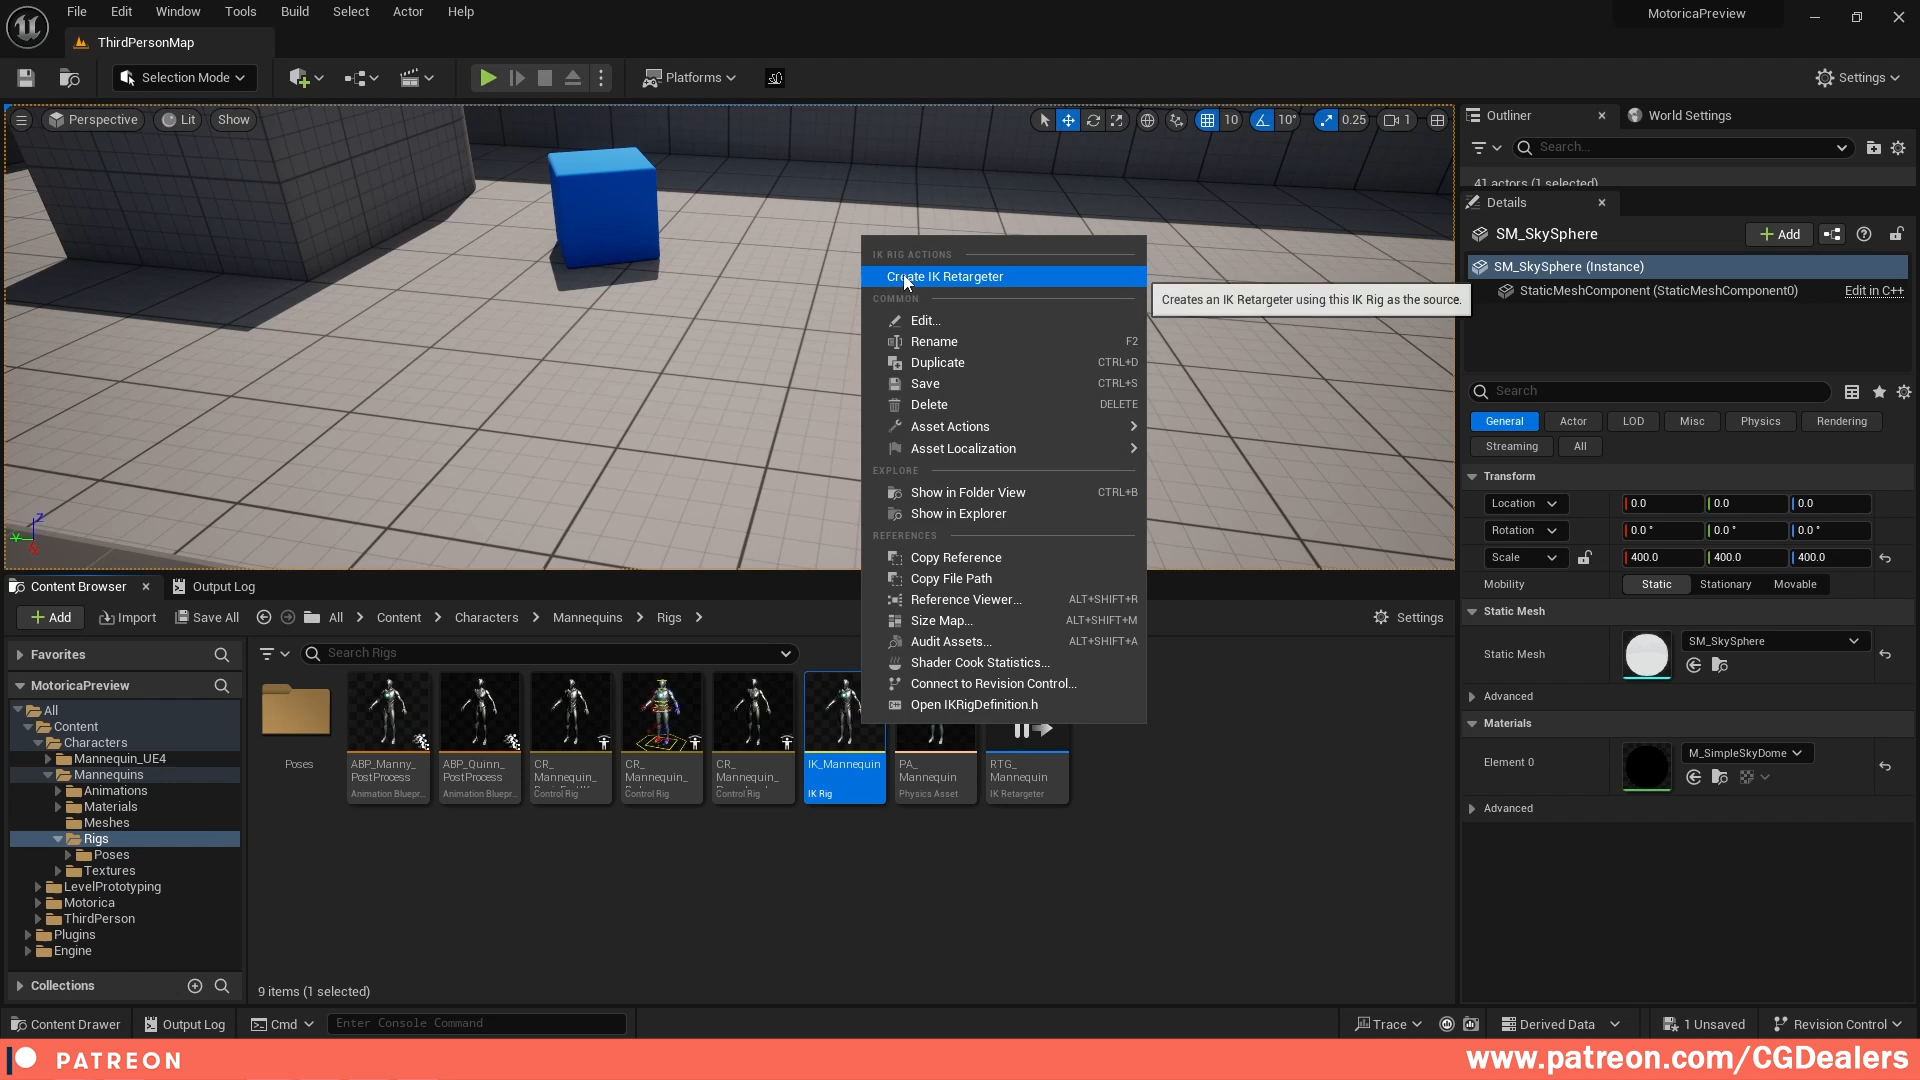 File Edit Window Tools Build Select Actor Help
MotoricaPreview
ThirdPersonMap
Selection Mode
Platforms
Settings
Perspective Lit Show
10 10° 0.25 1
Outliner World Settings
Search...
41 actors (1 selected)
Details
SM_SkySphere
Add
SM_SkySphere (Instance)
StaticMeshComponent (StaticMeshComponent0) Edit in C++
Search
General Actor LOD Misc Physics Rendering
Streaming All
Transform
Location 0.0 0.0 0.0
Rotation 0.0 ° 0.0 ° 0.0 °
Scale 400.0 400.0 400.0
Mobility Static Stationary Movable
Static Mesh
Static Mesh SM_SkySphere
Advanced
Materials
Element 0 M_SimpleSkyDome
Advanced
IK RIG ACTIONS
Create IK Retargeter
Creates an IK Retargeter using this IK Rig as the source.
COMMON
Edit...
Rename F2
Duplicate CTRL+D
Save CTRL+S
Delete DELETE
Asset Actions
Asset Localization
EXPLORE
Show in Folder View CTRL+B
Show in Explorer
REFERENCES
Copy Reference
Copy File Path
Reference Viewer... ALT+SHIFT+R
Size Map... ALT+SHIFT+M
Audit Assets... ALT+SHIFT+A
Shader Cook Statistics...
Connect to Revision Control...
Open IKRigDefinition.h
Z
Y
X
Content Browser Output Log
Add Import Save All All Content Characters Mannequins Rigs Settings
Favorites
MotoricaPreview
All
Content
Characters
Mannequin_UE4
Mannequins
Animations
Materials
Meshes
Rigs
Poses
Textures
LevelPrototyping
Motorica
ThirdPerson
Plugins
Engine
Collections
Search Rigs
Poses
ABP_Manny_
PostProcess
Animation Bluepr...
ABP_Quinn_
PostProcess
Animation Bluepr...
CR_
Mannequin_
Control Rig
CR_
Mannequin_
Control Rig
CR_
Mannequin_
Control Rig
IK_Mannequin
IK Rig
PA_
Mannequin
Physics Asset
RTG_
Mannequin
IK Retargeter
9 items (1 selected)
Content Drawer Output Log Cmd Enter Console Command
Trace Derived Data 1 Unsaved Revision Control
PATREON
www.patreon.com/CGDealers